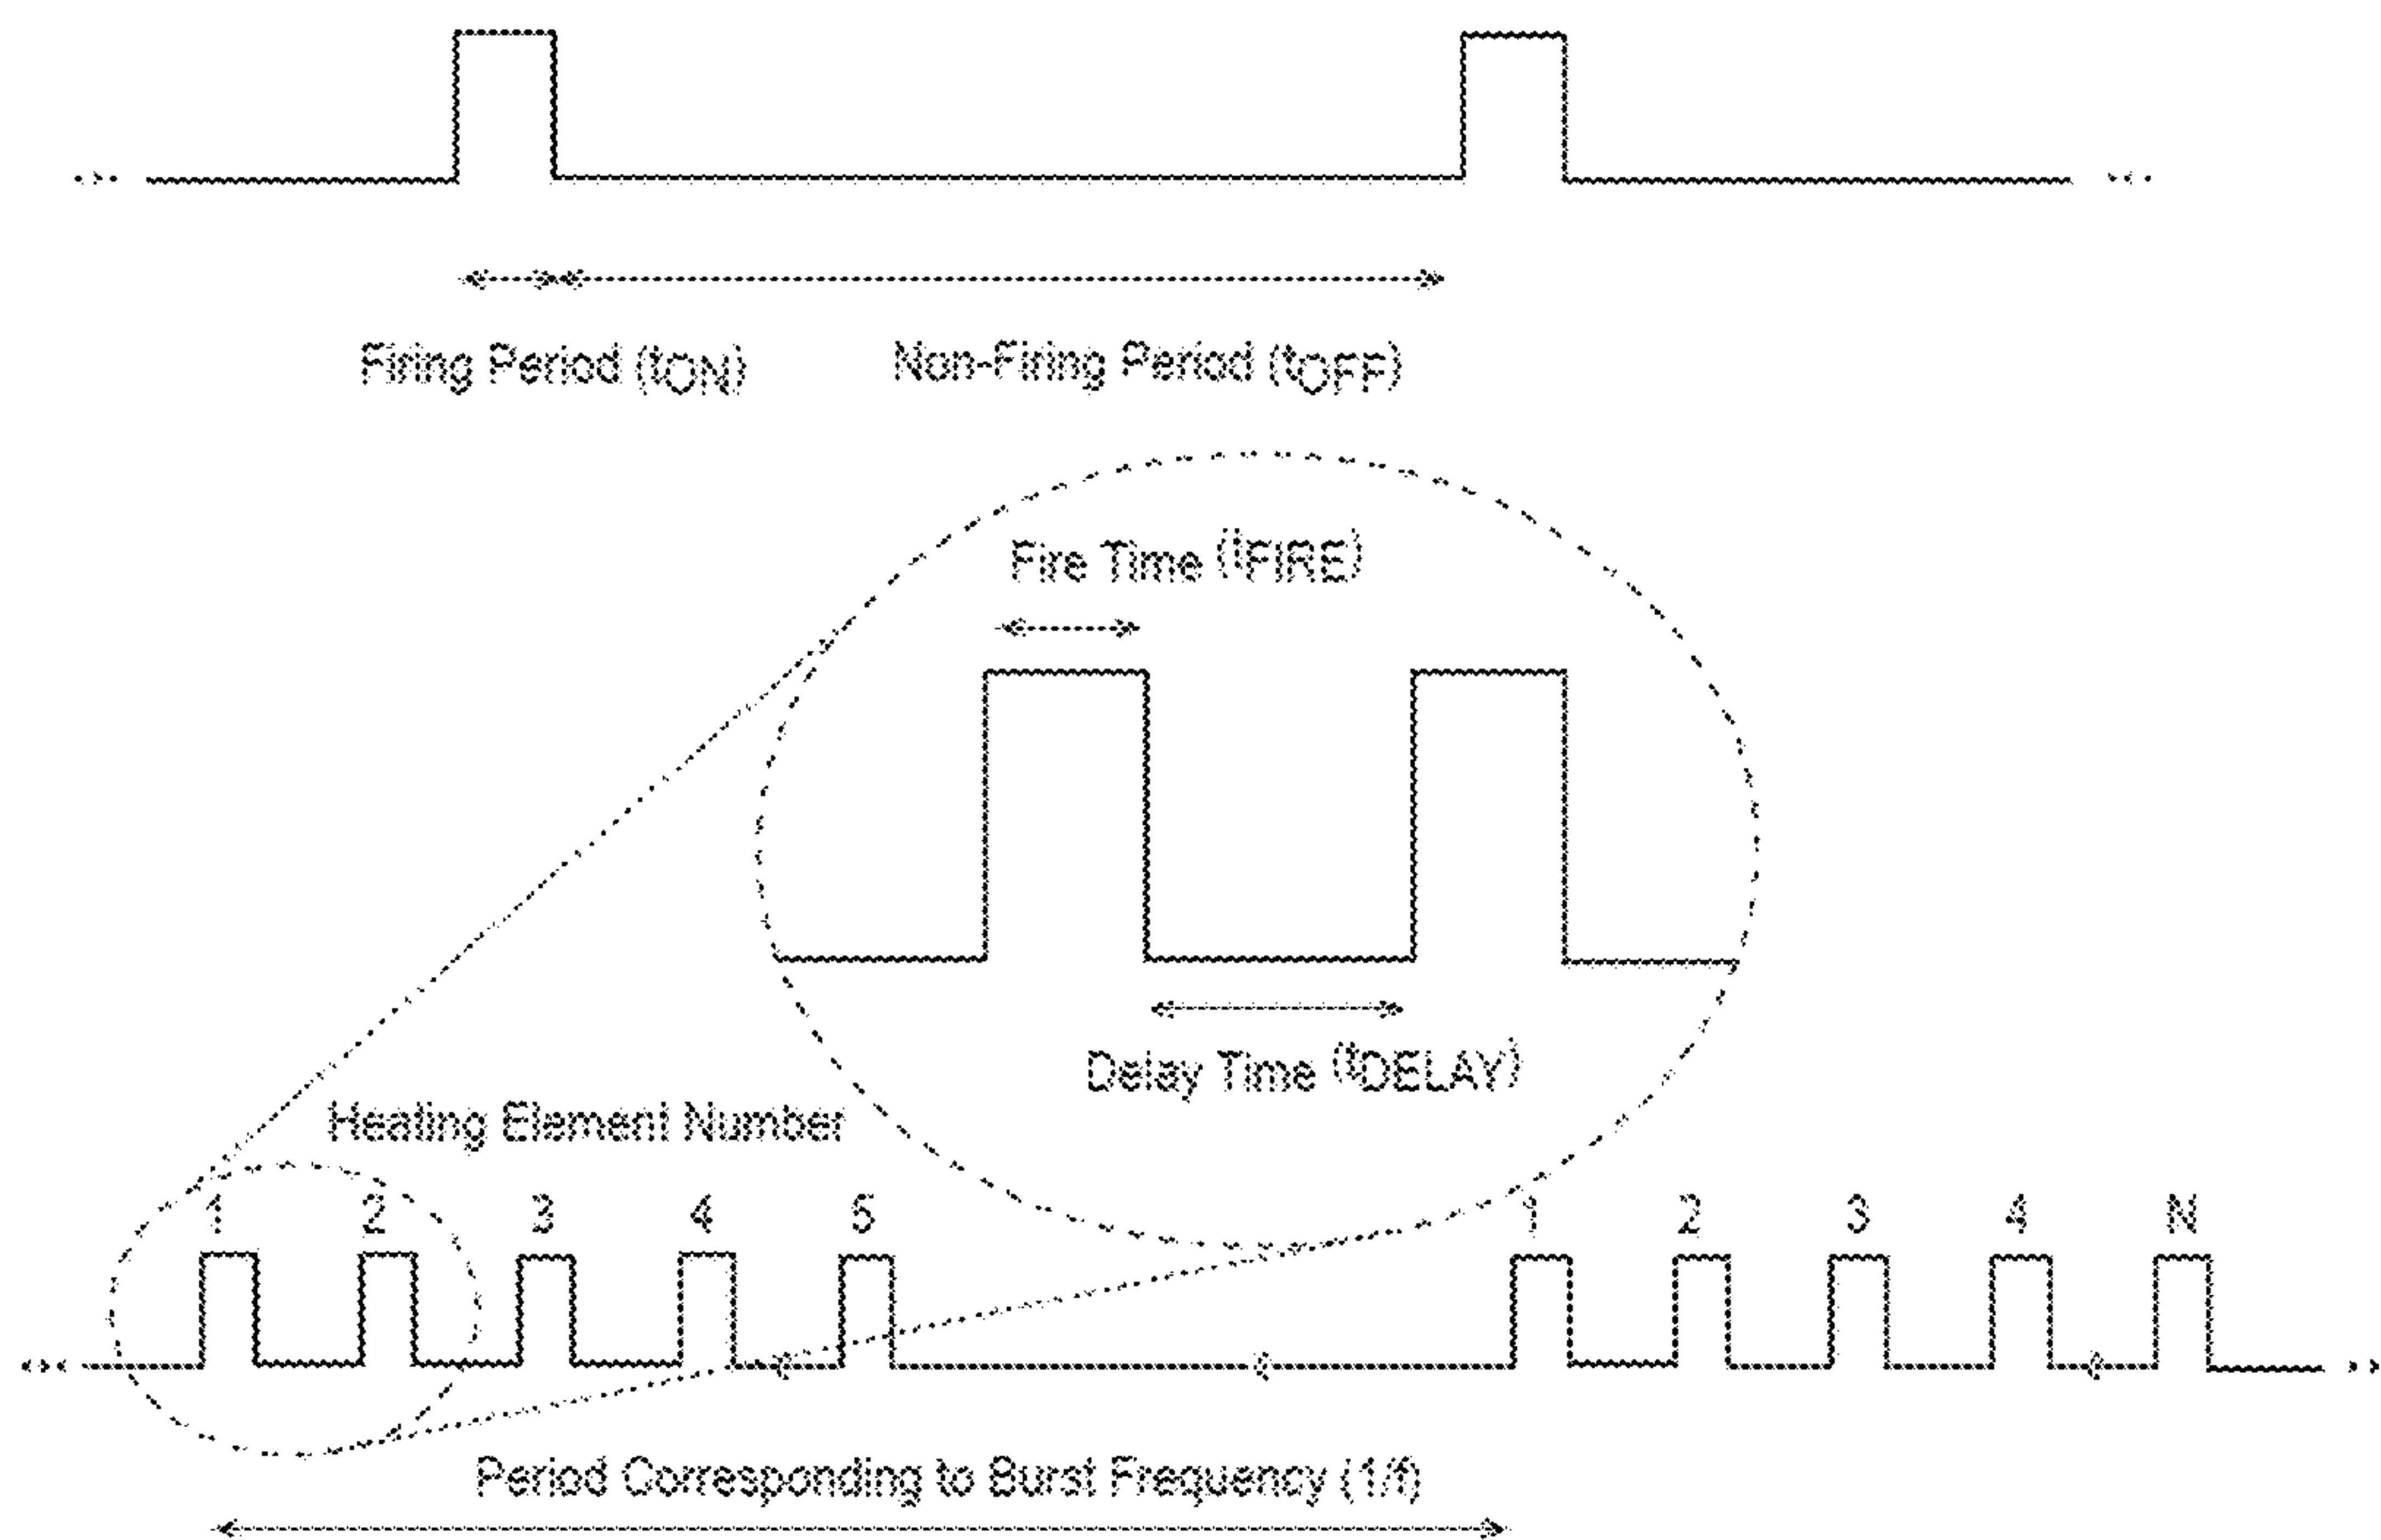 Firing Period (tON)
Non-Firing Period (tOFF)
Fire Time (tFIRE)
Delay Time (tDELAY)
Heating Element Number
1 2 3 4 5 1 2 3 4 N
Period Corresponding to Burst Frequency (1/f)